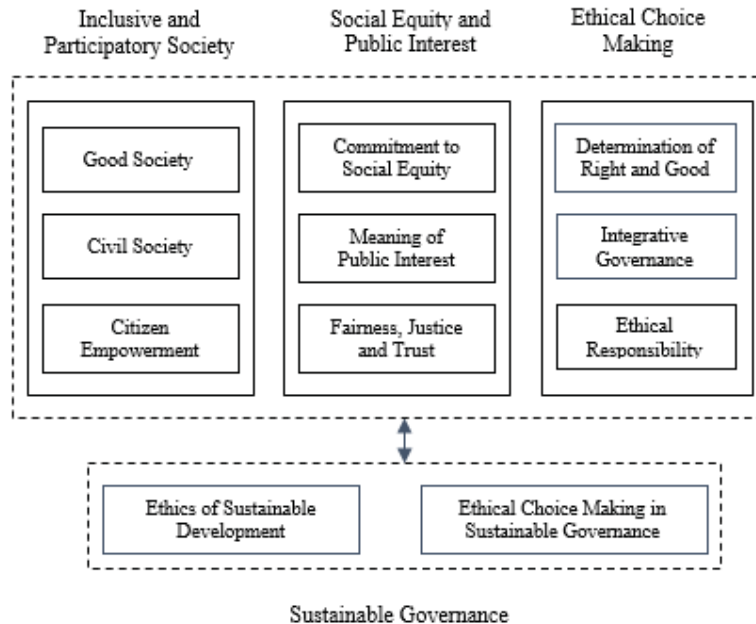 Inclusive and
Participatory Society
Social Equity and
Public Interest
Ethical Choice
Making
Good Society
Civil Society
Citizen
Empowerment
Commitment to
Social Equity
Meaning of
Public Interest
Fairness, Justice
and Trust
Determination of
Right and Good
Integrative
Governance
Ethical
Responsibility
Ethics of Sustainable
Development
Ethical Choice Making in
Sustainable Governance
Sustainable Governance